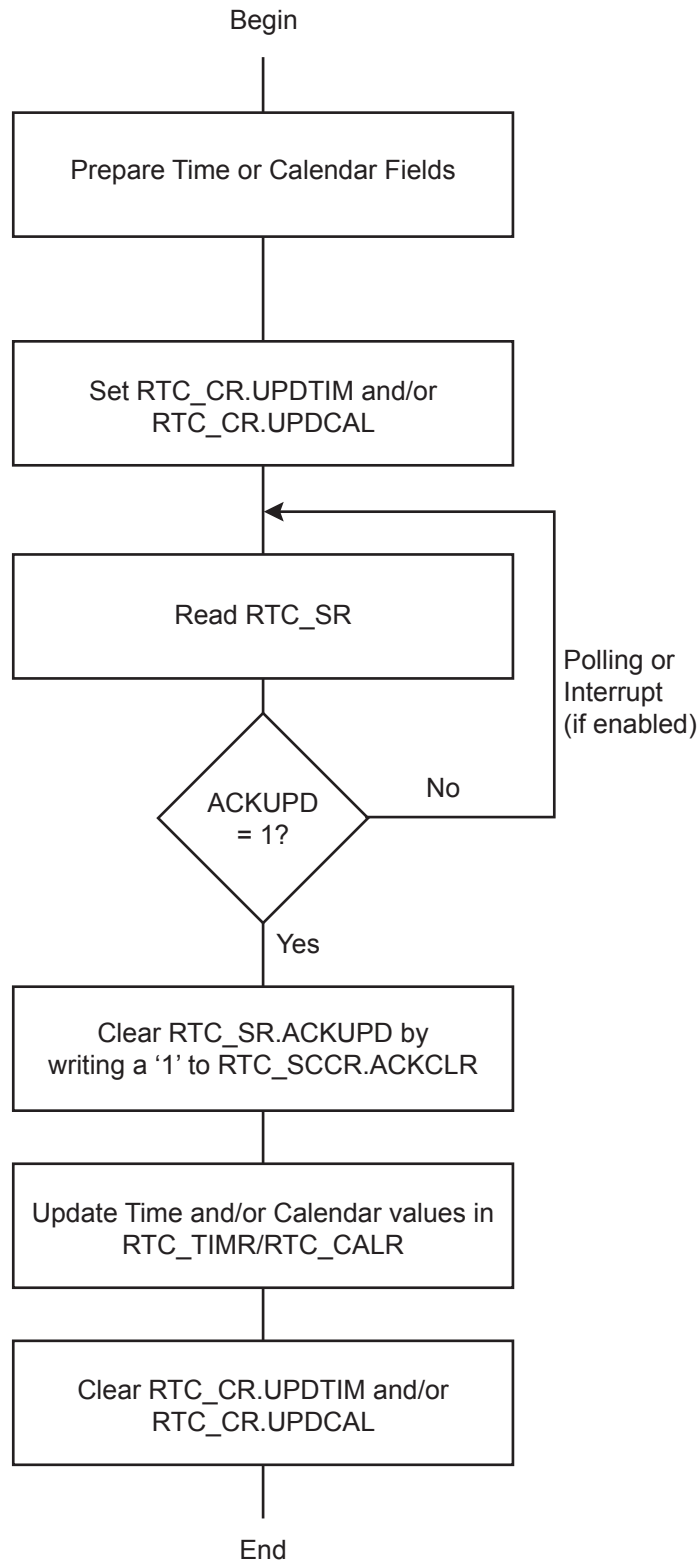 Begin
Prepare Time or Calendar Fields
Set RTC_CR.UPDTIM and/or
RTC_CR.UPDCAL
Read RTC_SR
Polling or
Interrupt
(if enabled)
ACKUPD
= 1?
No
Yes
Clear RTC_SR.ACKUPD by
writing a ‘1’ to RTC_SCCR.ACKCLR
Update Time and/or Calendar values in
RTC_TIMR/RTC_CALR
Clear RTC_CR.UPDTIM and/or
RTC_CR.UPDCAL
End